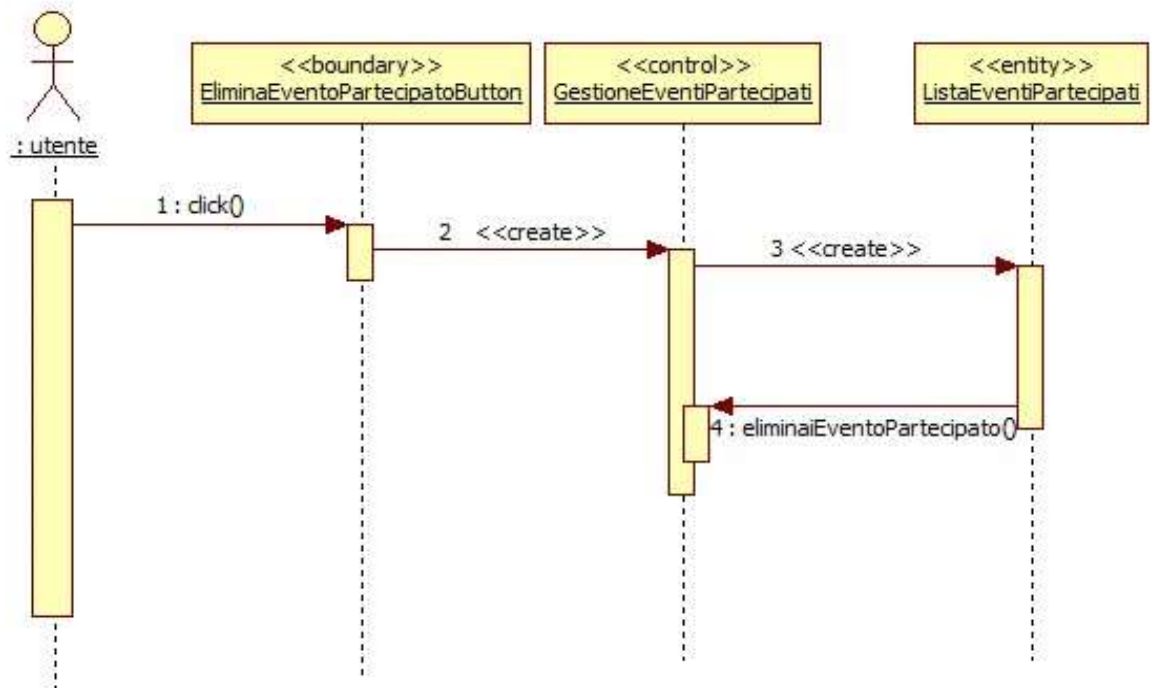 <<boundary>>
EliminaEventoPartecipatoButton
<<control>>
GestioneEventiPartecipati
<<entity>>
ListaEventiPartecipati
: utente
1 : click()
2 <<create>>
3 <<create>>
4 : eliminaiEventoPartecipato()